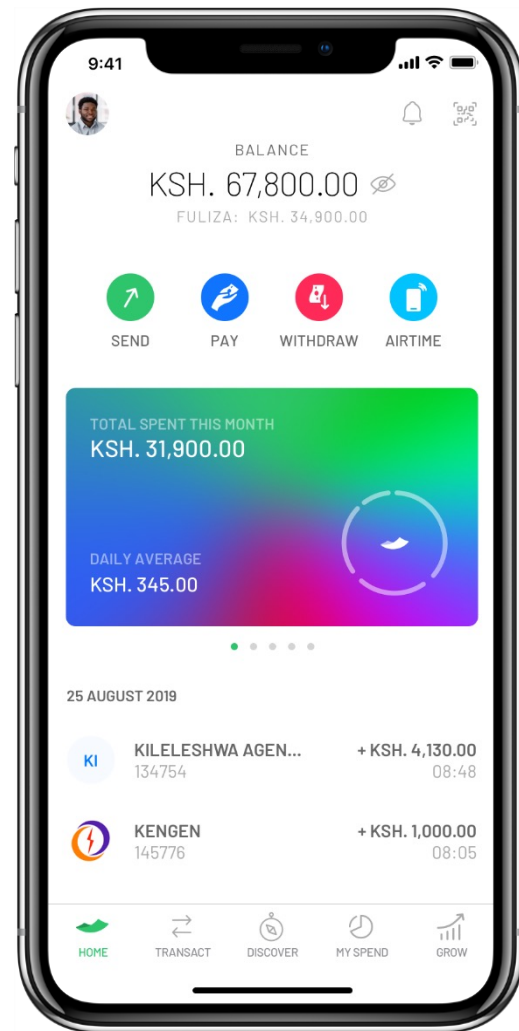 9:41
BALANCE
KSH. 67,800.00
FULIZA: KSH. 34,900.00
SEND PAY WITHDRAW AIRTIME
TOTAL SPENT THIS MONTH
KSH. 31,900.00
DAILY AVERAGE
KSH. 345.00
25 AUGUST 2019
KI
KILELESHWA AGEN... + KSH. 4,130.00
134754 08:48
KENGEN + KSH. 1,000.00
145776 08:05
HOME TRANSACT DISCOVER MY SPEND GROW